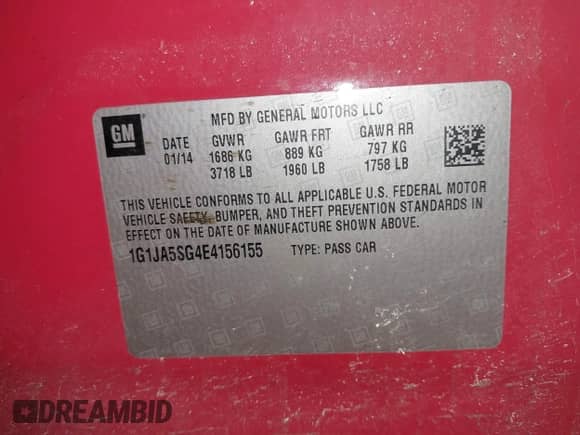 GM
MFD BY GENERAL MOTORS LLC
DATE GVWR GAWR FRT GAWR RR
01/14 1686 KG 889 KG 797 KG
3718 LB 1960 LB 1758 LB
THIS VEHICLE CONFORMS TO ALL APPLICABLE U.S. FEDERAL MOTOR
VEHICLE SAFETY, BUMPER, AND THEFT PREVENTION STANDARDS IN
EFFECT ON THE DATE OF MANUFACTURE SHOWN ABOVE.
1G1JA5SG4E4156155 TYPE: PASS CAR
DREAMBID